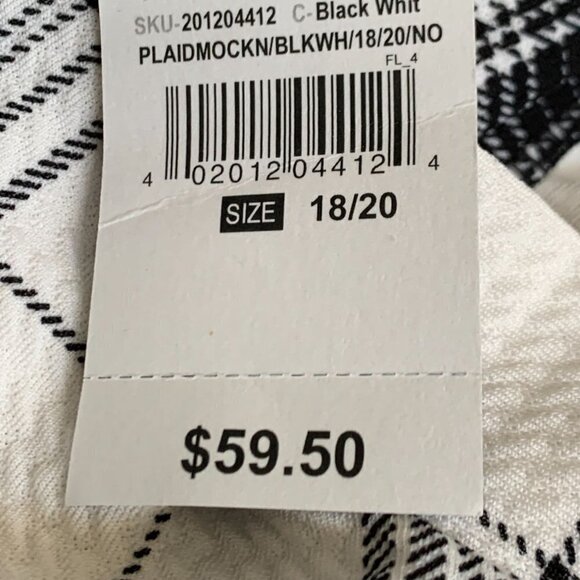 SKU-201204412 C-Black Whit
PLAIDMOCKN/BLKWH/18/20/NO
FL_4
4 02012 04412 4
SIZE 18/20
$59.50